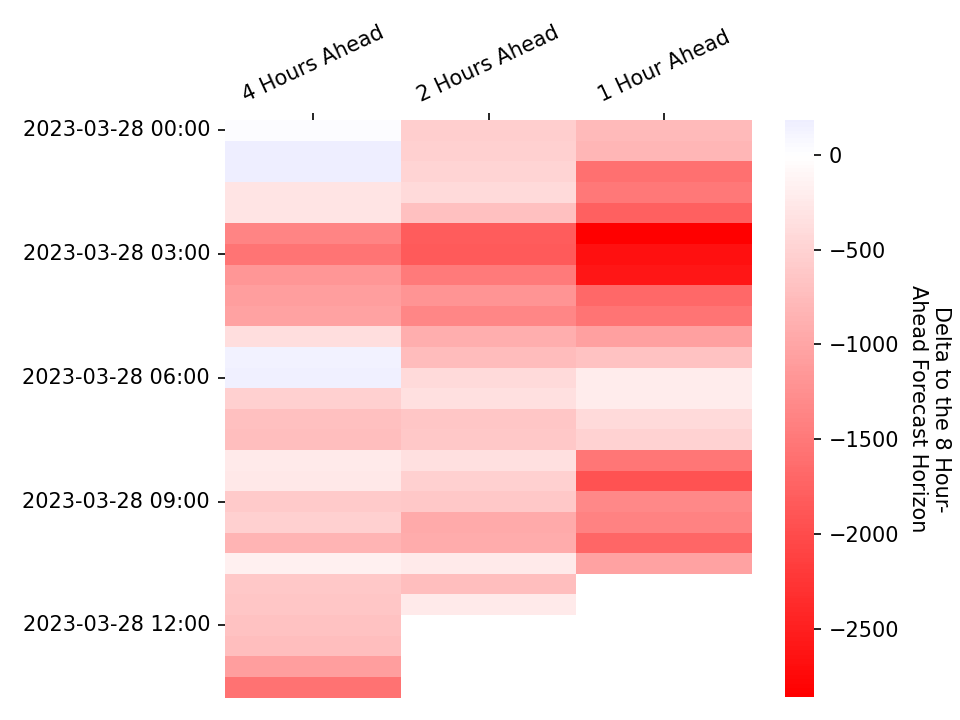 4 Hours Ahead
2 Hours Ahead
1 Hour Ahead
2023-03-28 00:00
2023-03-28 03:00
2023-03-28 06:00
2023-03-28 09:00
2023-03-28 12:00
0
−500
−1000
−1500
−2000
−2500
Delta to the 8 Hour-
Ahead Forecast Horizon